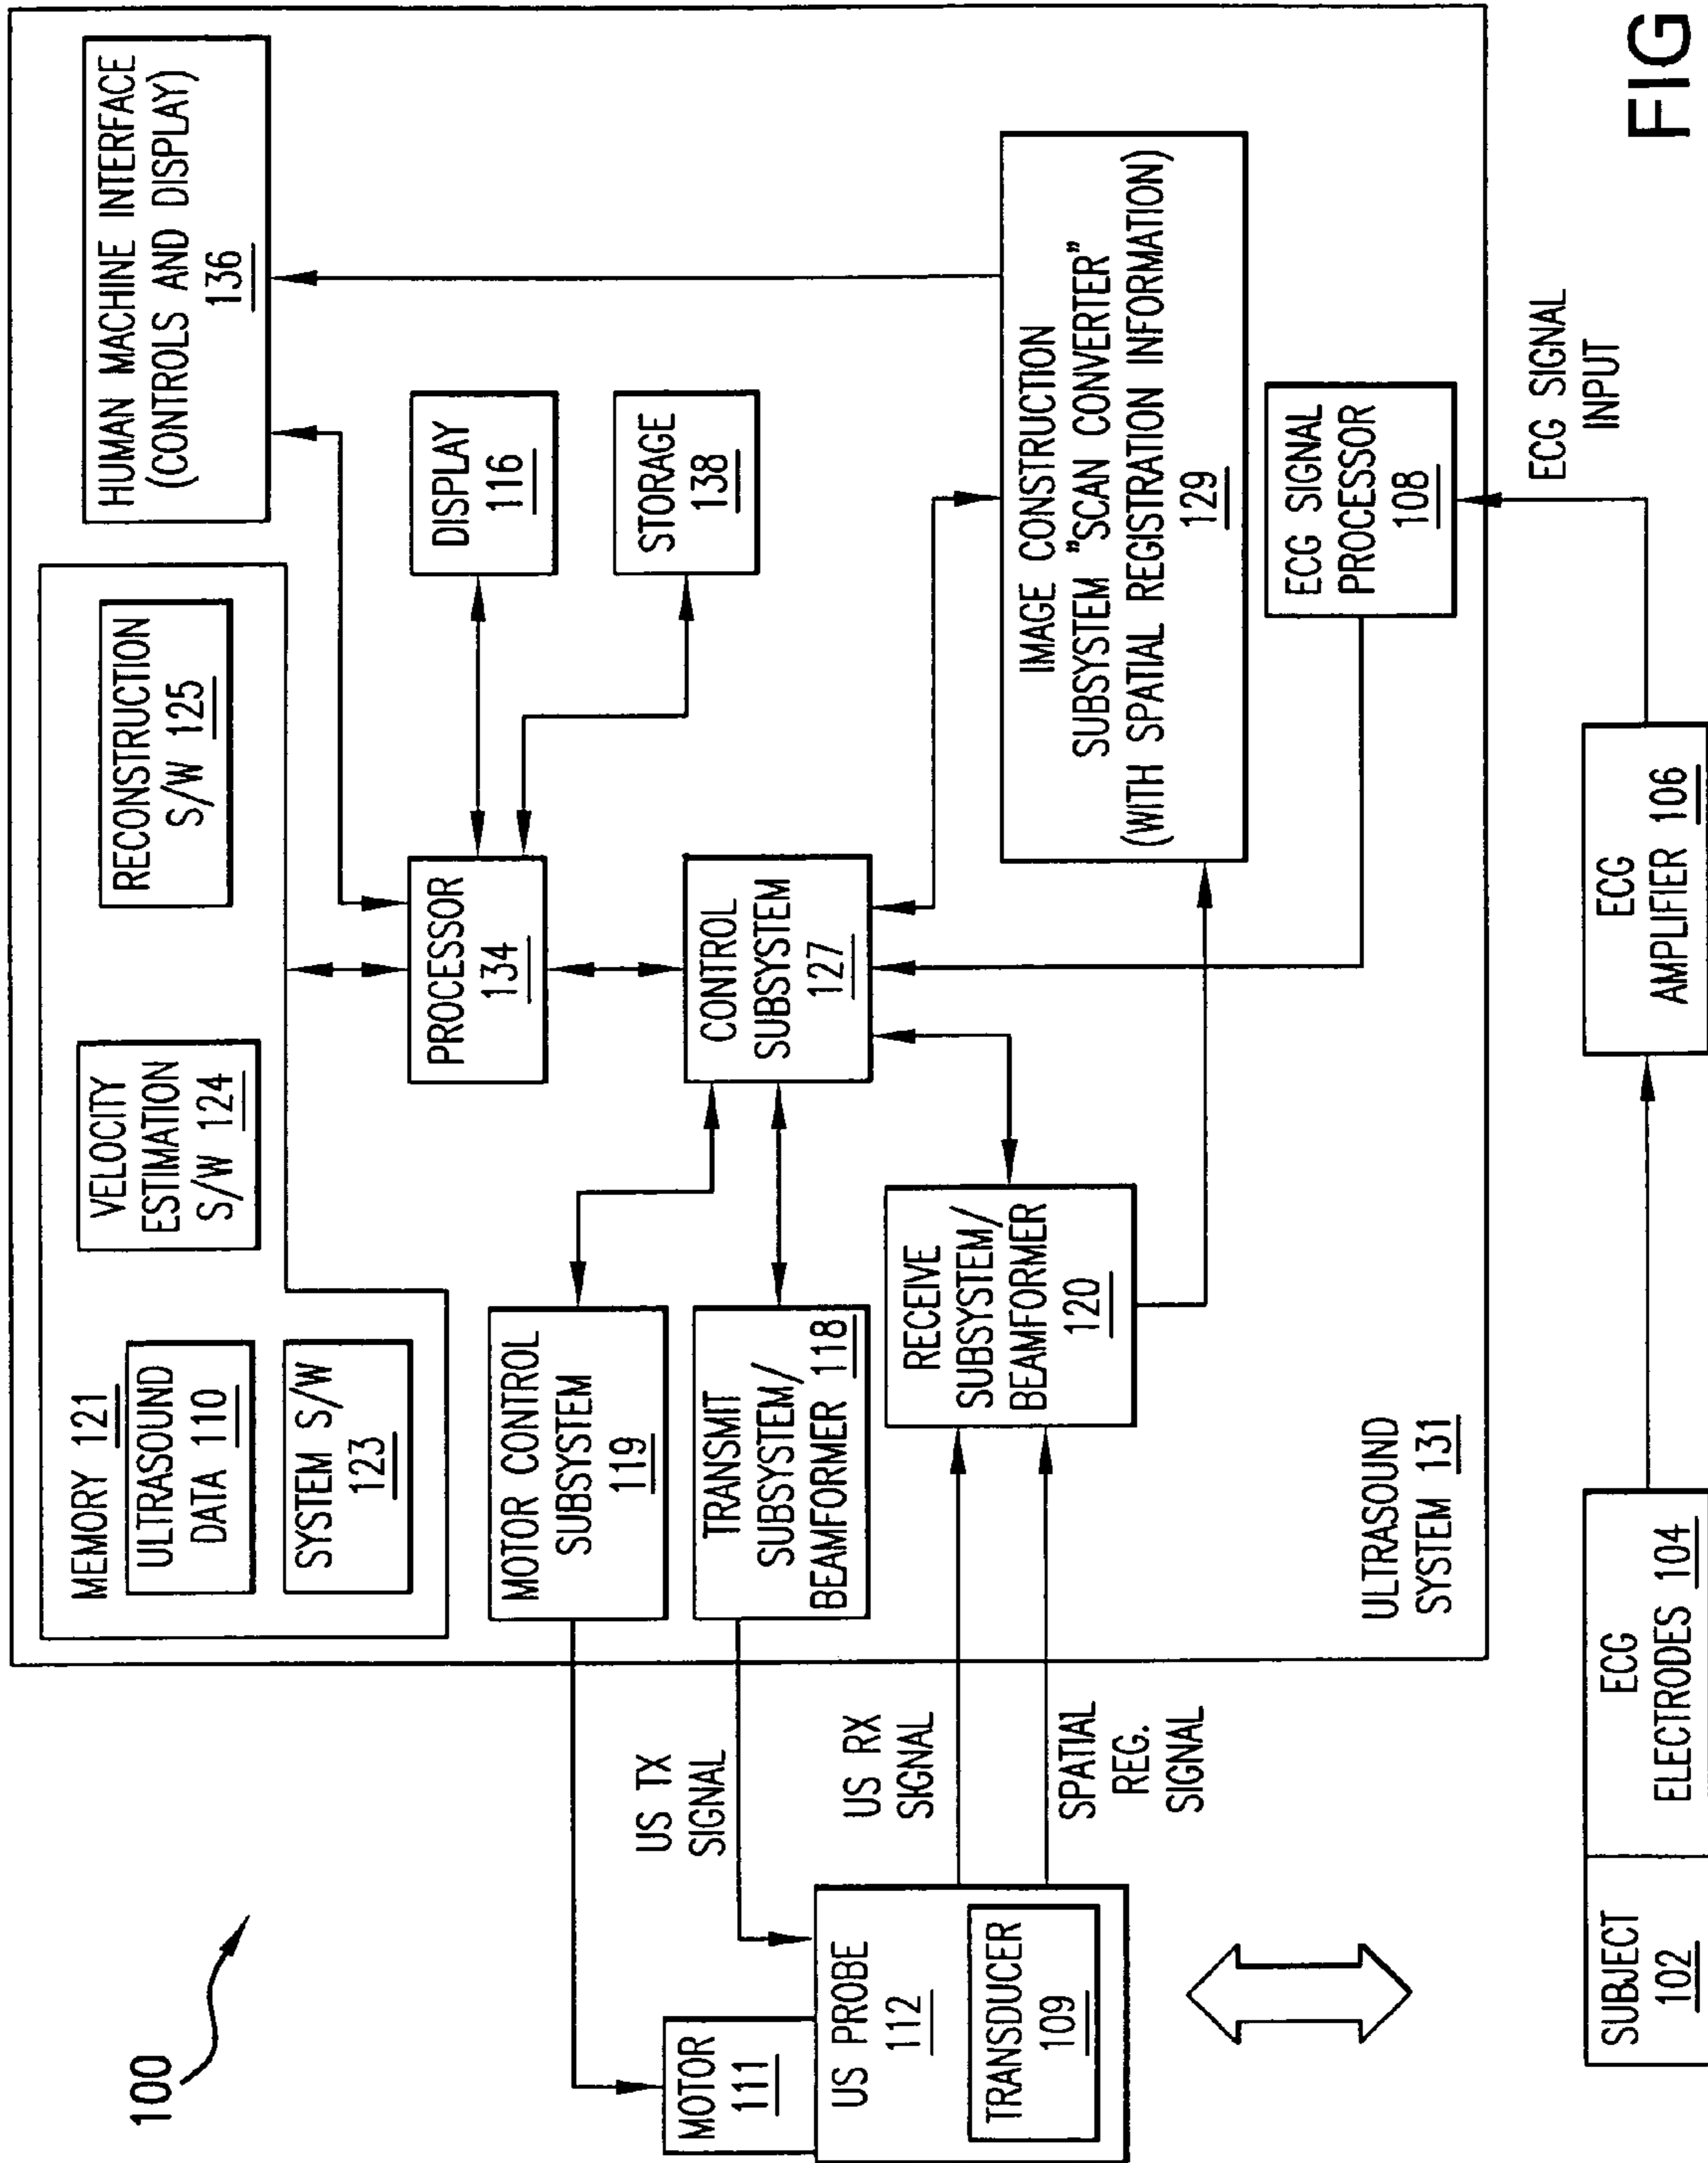 100
MEMORY 121
ULTRASOUND
DATA 110
SYSTEM S/W
123
VELOCITY
ESTIMATION
S/W 124
RECONSTRUCTION
S/W 125
HUMAN MACHINE INTERFACE
(CONTROLS AND DISPLAY)
136
MOTOR CONTROL
SUBSYSTEM
119
PROCESSOR
134
DISPLAY
116
STORAGE
138
MOTOR
111
US TX
SIGNAL
TRANSMIT
SUBSYSTEM/
BEAMFORMER 118
CONTROL
SUBSYSTEM
127
US PROBE
112
TRANSDUCER
109
US RX
SIGNAL
SPATIAL
REG.
SIGNAL
RECEIVE
SUBSYSTEM/
BEAMFORMER
120
IMAGE CONSTRUCTION
SUBSYSTEM "SCAN CONVERTER"
(WITH SPATIAL REGISTRATION INFORMATION)
129
ECG SIGNAL
PROCESSOR
108
ULTRASOUND
SYSTEM 131
ECG SIGNAL
INPUT
SUBJECT
102
ECG
ELECTRODES 104
ECG
AMPLIFIER 106
FIG